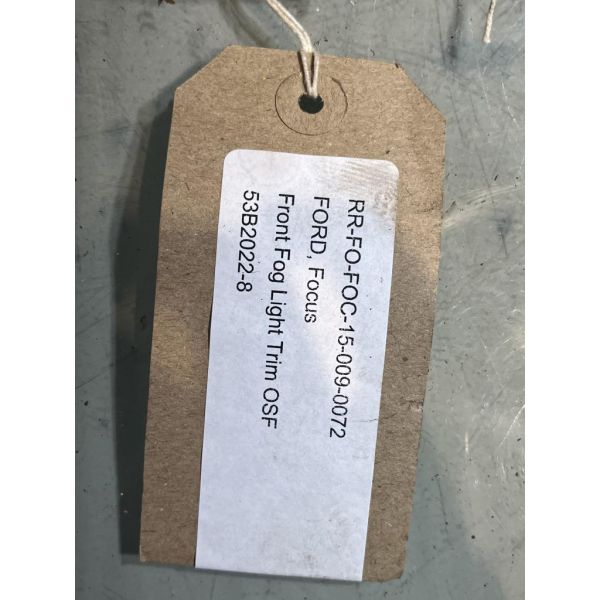 RR-FO-FOC-15-009-0072
FORD, Focus
Front Fog Light Trim OSF
53B2022-8